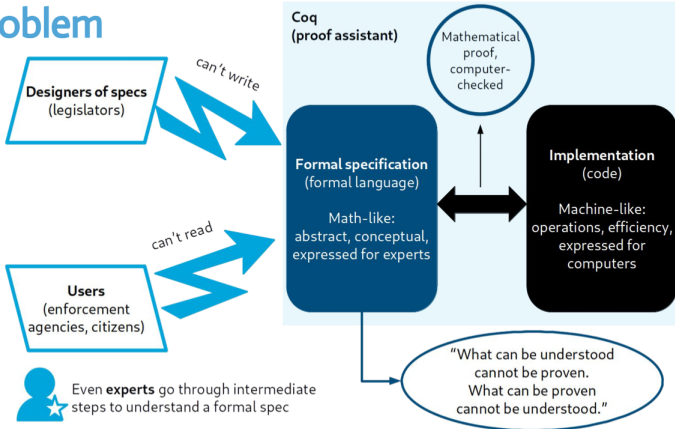 oblem
Coq
(proof assistant)
Mathematical
proof,
computer-
checked
can't write
Designers of specs
(legislators)
Formal specification
(formal language)
Math-like:
abstract, conceptual,
expressed for experts
Implementation
(code)
Machine-like:
operations, efficiency,
expressed for
computers
can't read
Users
(enforcement
agencies, citizens)
"What can be understood
cannot be proven.
What can be proven
cannot be understood."
Even experts go through intermediate
steps to understand a formal spec